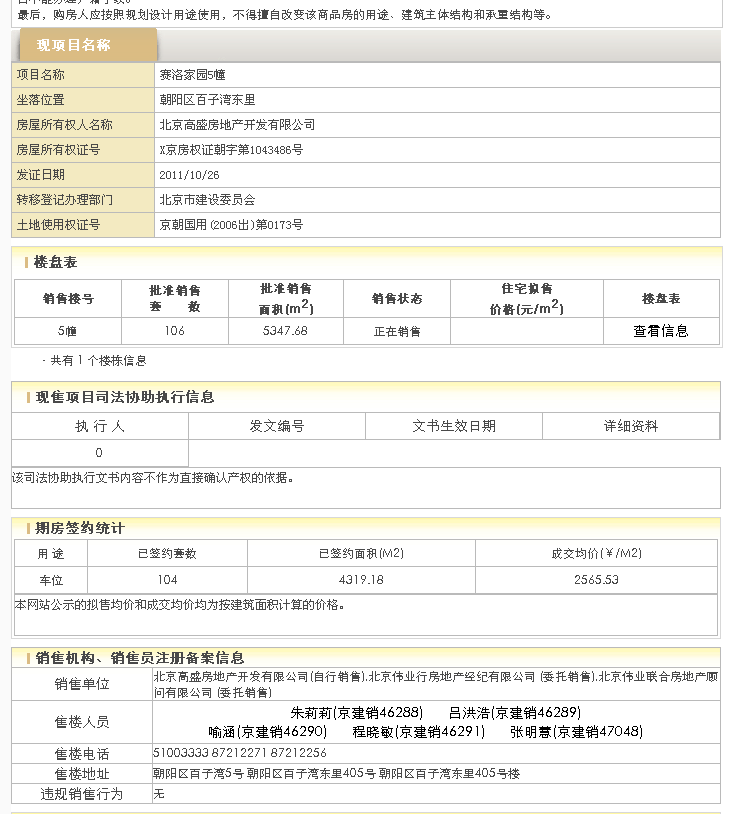 最后，购房人应按照规划设计用途使用，不得擅自改变该商品房的用途、建筑主体结构和承重结构等。
现项目名称
项目名称 赛洛家园5幢
坐落位置 朝阳区百子湾东里
房屋所有权人名称 北京高盛房地产开发有限公司
房屋所有权证号 X京房权证朝字第1043486号
发证日期 2011/10/26
转移登记办理部门 北京市建设委员会
土地使用权证号 京朝国用(2006出)第0173号
楼盘表
销售楼号 批准销售套 数 批准销售面积(m2) 销售状态 住宅拟售价格(元/m2) 楼盘表
5幢 106 5347.68 正在销售 查看信息
· 共有 1 个楼栋信息
现售项目司法协助执行信息
执 行 人 发文编号 文书生效日期 详细资料
0
该司法协助执行文书内容不作为直接确认产权的依据。
期房签约统计
用 途 已签约套数 已签约面积(M2) 成交均价(￥/M2)
车位 104 4319.18 2565.53
本网站公示的拟售均价和成交均价均为按建筑面积计算的价格。
销售机构、销售员注册备案信息
销售单位 北京高盛房地产开发有限公司(自行销售),北京伟业行房地产经纪有限公司 (委托销售),北京伟业联合房地产顾
问有限公司 (委托销售)
售楼人员 朱莉莉(京建销46288) 吕洪浩(京建销46289)
喻涵(京建销46290) 程晓敏(京建销46291) 张明慧(京建销47048)
售楼电话 51003333 87212271 87212256
售楼地址 朝阳区百子湾5号 朝阳区百子湾东里405号 朝阳区百子湾东里405号楼
违规销售行为 无